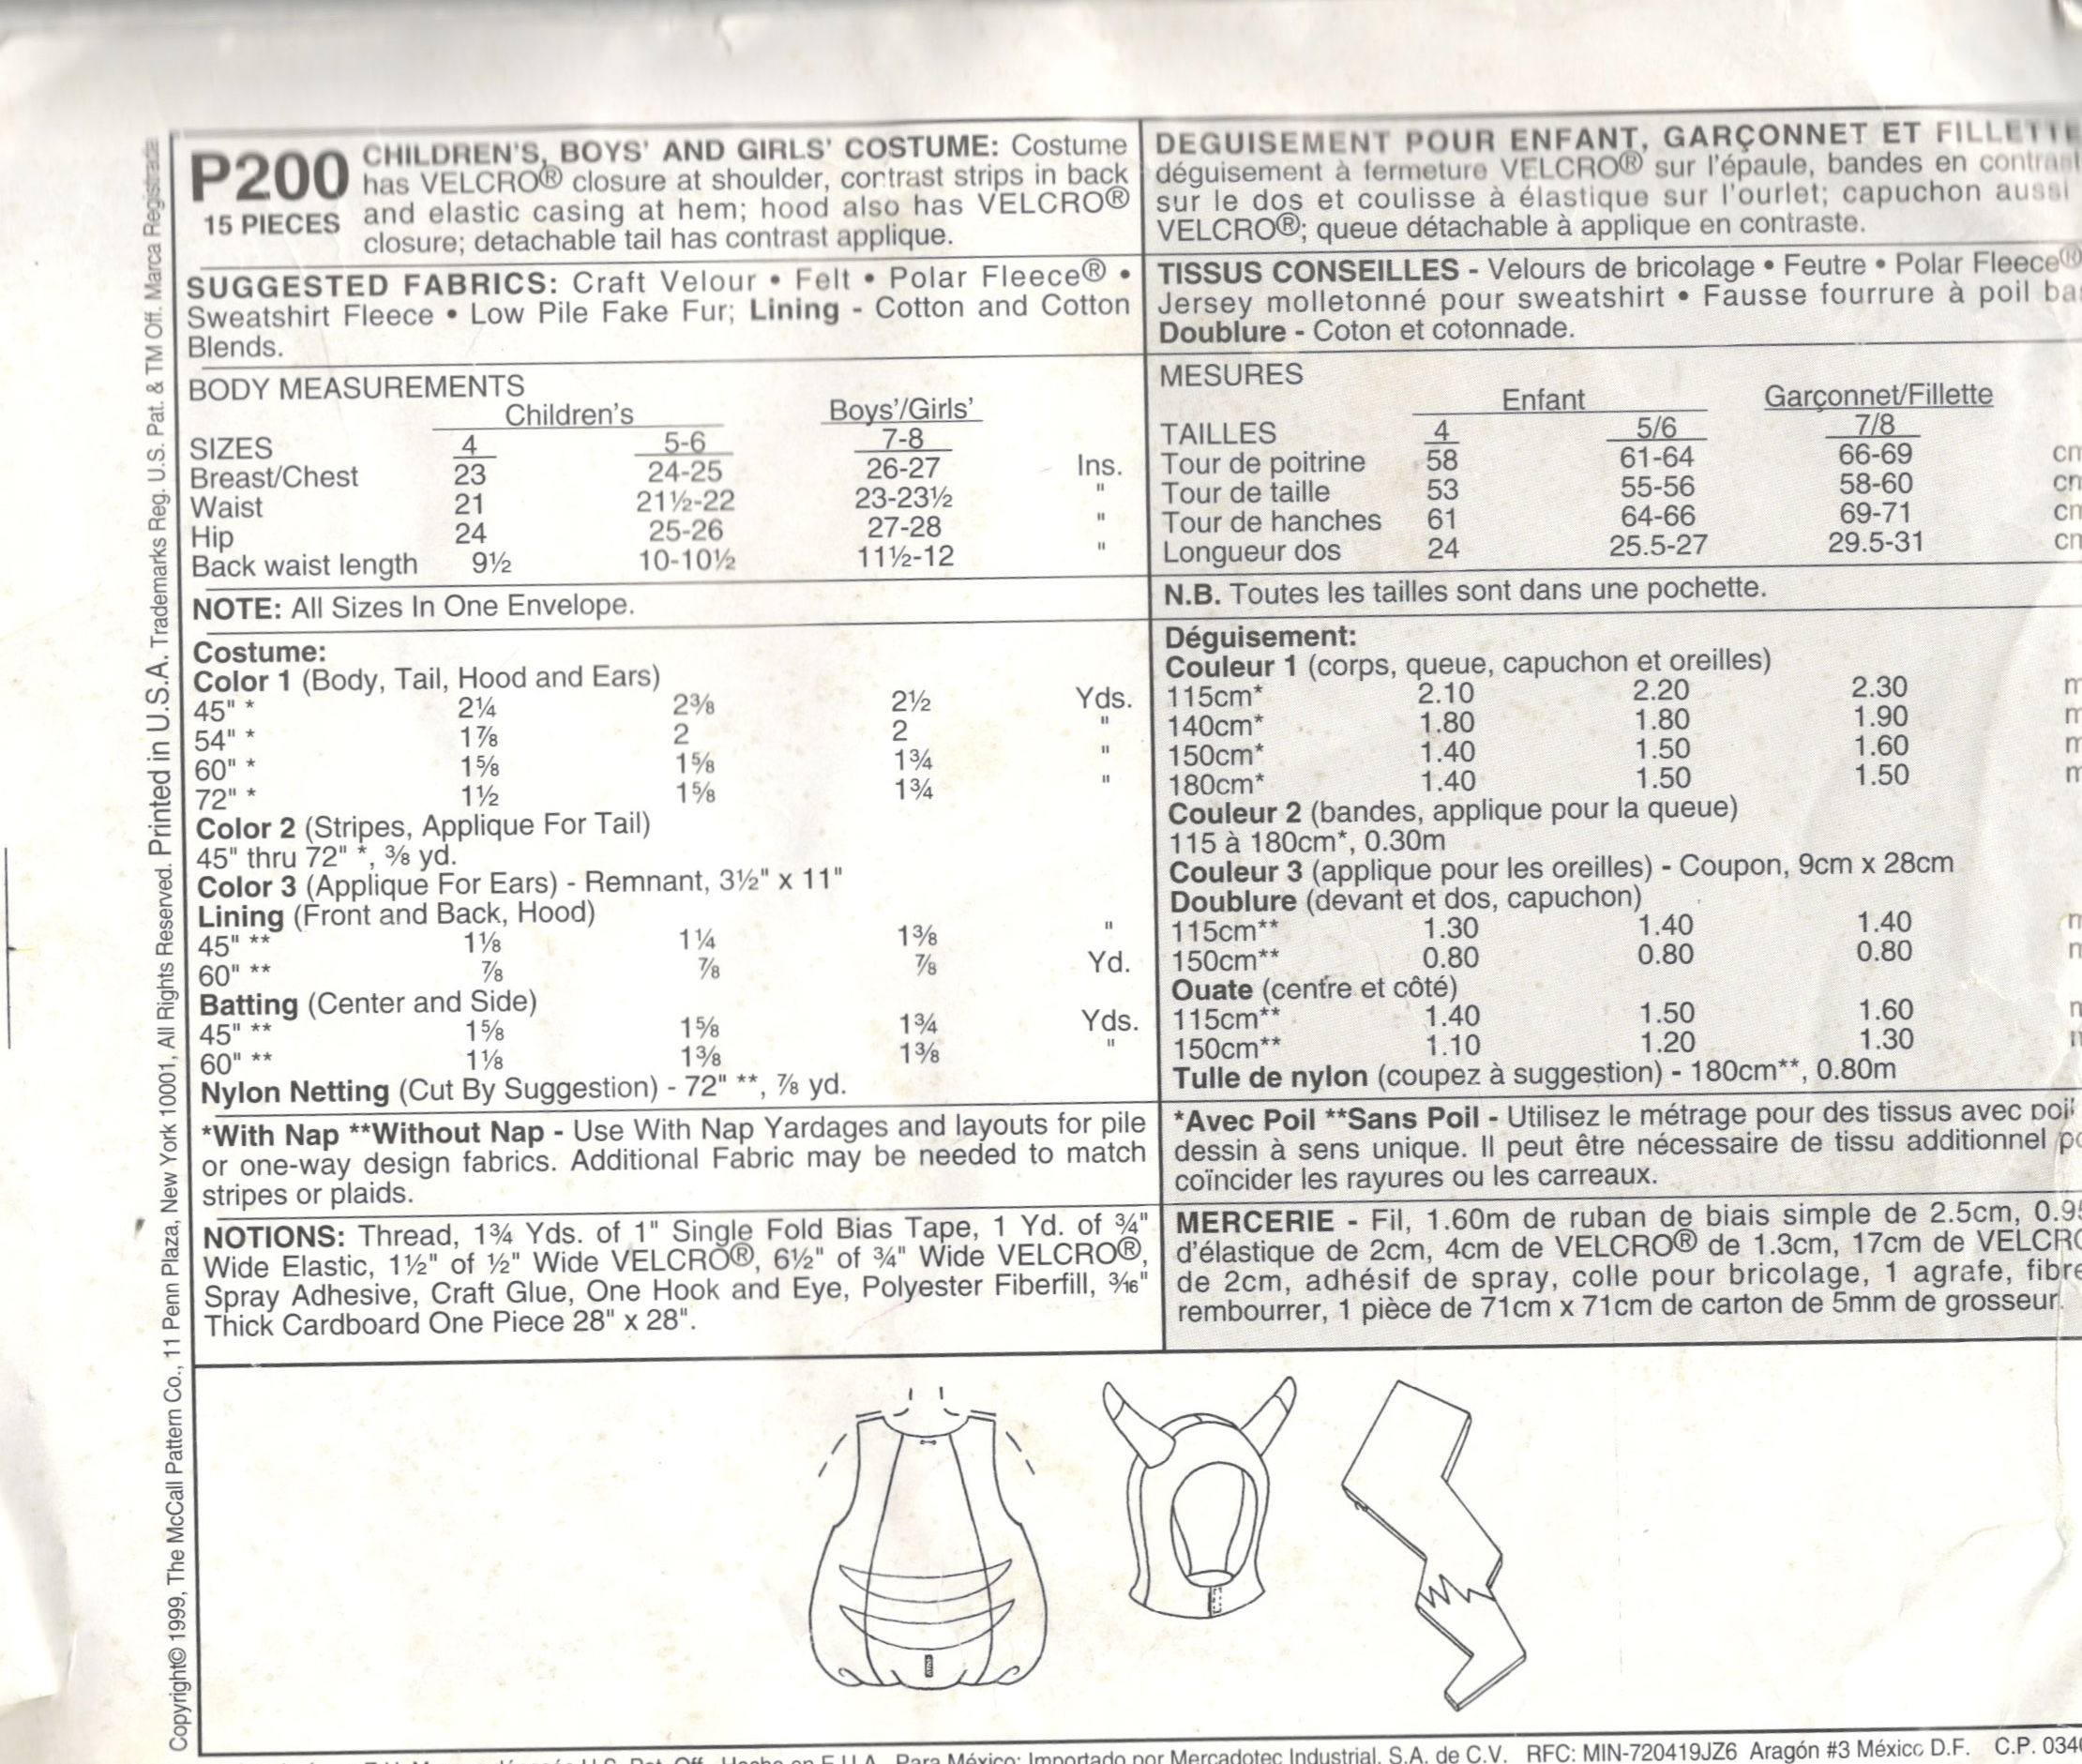 P200
15 PIECES
CHILDREN'S, BOYS' AND GIRLS' COSTUME: Costume
has VELCRO® closure at shoulder, contrast strips in back
and elastic casing at hem; hood also has VELCRO®
closure; detachable tail has contrast applique.
SUGGESTED FABRICS: Craft Velour • Felt • Polar Fleece® •
Sweatshirt Fleece • Low Pile Fake Fur; Lining - Cotton and Cotton
Blends.
BODY MEASUREMENTS
Children's Boys'/Girls'
SIZES 4 5-6 7-8
Breast/Chest 23 24-25 26-27 Ins.
Waist 21 21½-22 23-23½ "
Hip 24 25-26 27-28 "
Back waist length 9½ 10-10½ 11½-12 "
NOTE: All Sizes In One Envelope.
Costume:
Color 1 (Body, Tail, Hood and Ears)
45" * 2¼ 2⅜ 2½ Yds.
54" * 1⅞ 2 2 "
60" * 1⅝ 1⅝ 1¾ "
72" * 1½ 1⅝ 1¾ "
Color 2 (Stripes, Applique For Tail)
45" thru 72" *, ⅜ yd.
Color 3 (Applique For Ears) - Remnant, 3½" x 11"
Lining (Front and Back, Hood)
45" ** 1⅛ 1¼ 1⅜ "
60" ** ⅞ ⅞ ⅞ Yd.
Batting (Center and Side)
45" ** 1⅝ 1⅝ 1¾ Yds.
60" ** 1⅛ 1⅜ 1⅜ "
Nylon Netting (Cut By Suggestion) - 72" **, ⅞ yd.
*With Nap **Without Nap - Use With Nap Yardages and layouts for pile
or one-way design fabrics. Additional Fabric may be needed to match
stripes or plaids.
NOTIONS: Thread, 1¾ Yds. of 1" Single Fold Bias Tape, 1 Yd. of ¾"
Wide Elastic, 1½" of ½" Wide VELCRO®, 6½" of ¾" Wide VELCRO®,
Spray Adhesive, Craft Glue, One Hook and Eye, Polyester Fiberfill, 3/16"
Thick Cardboard One Piece 28" x 28".
DEGUISEMENT POUR ENFANT, GARÇONNET ET FILLETTE
déguisement à fermeture VELCRO® sur l'épaule, bandes en contrast
sur le dos et coulisse à élastique sur l'ourlet; capuchon aussi
VELCRO®; queue détachable à applique en contraste.
TISSUS CONSEILLES - Velours de bricolage • Feutre • Polar Fleece®
Jersey molletonné pour sweatshirt • Fausse fourrure à poil bas
Doublure - Coton et cotonnade.
MESURES
Enfant Garçonnet/Fillette
TAILLES 4 5/6 7/8
Tour de poitrine 58 61-64 66-69 cm
Tour de taille 53 55-56 58-60 cm
Tour de hanches 61 64-66 69-71 cm
Longueur dos 24 25.5-27 29.5-31 cm
N.B. Toutes les tailles sont dans une pochette.
Déguisement:
Couleur 1 (corps, queue, capuchon et oreilles)
115cm* 2.10 2.20 2.30 m
140cm* 1.80 1.80 1.90 m
150cm* 1.40 1.50 1.60 m
180cm* 1.40 1.50 1.50 m
Couleur 2 (bandes, applique pour la queue)
115 à 180cm*, 0.30m
Couleur 3 (applique pour les oreilles) - Coupon, 9cm x 28cm
Doublure (devant et dos, capuchon)
115cm** 1.30 1.40 1.40 m
150cm** 0.80 0.80 0.80 m
Ouate (centre et côté)
115cm** 1.40 1.50 1.60 m
150cm** 1.10 1.20 1.30 m
Tulle de nylon (coupez à suggestion) - 180cm**, 0.80m
*Avec Poil **Sans Poil - Utilisez le métrage pour des tissus avec poil
dessin à sens unique. Il peut être nécessaire de tissu additionnel
coïncider les rayures ou les carreaux.
MERCERIE - Fil, 1.60m de ruban de biais simple de 2.5cm, 0.95
d'élastique de 2cm, 4cm de VELCRO® de 1.3cm, 17cm de VELCRO
de 2cm, adhésif de spray, colle pour bricolage, 1 agrafe, fibre
rembourrer, 1 pièce de 71cm x 71cm de carton de 5mm de grosseur.
Copyright© 1999, The McCall Pattern Co., 11 Penn Plaza, New York 10001, All Rights Reserved. Printed in U.S.A. Trademarks Reg. U.S. Pat. & TM Off. Marca Registrada
Hecho en E.U.A. Para México: Importado por Mercadotec Industrial, S.A. de C.V. RFC: MIN-720419JZ6 Aragón #3 México D.F. C.P. 034